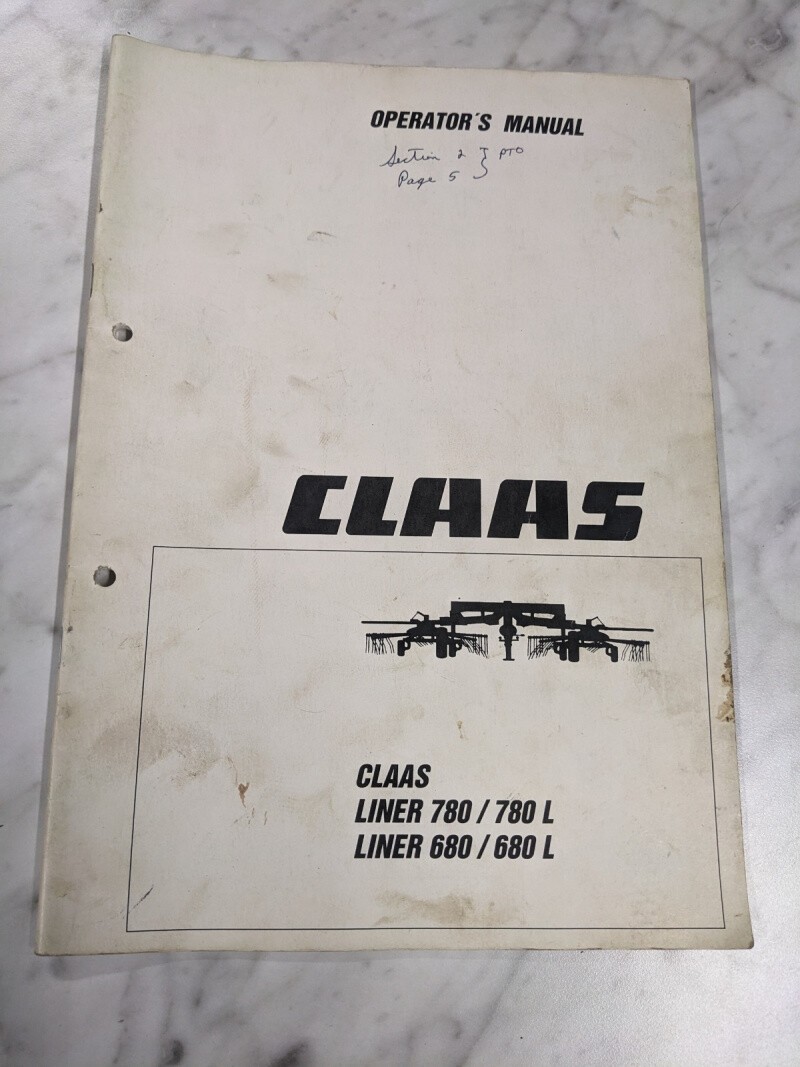 OPERATOR´S MANUAL
Section 2 } PTO
Page 5
CLAAS
CLAAS
LINER 780 / 780 L
LINER 680 / 680 L